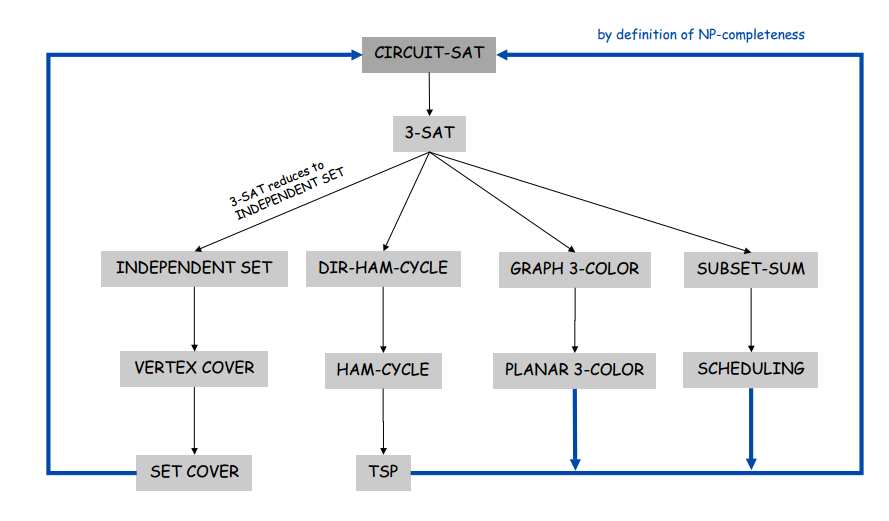 by definition of NP-completeness
CIRCUIT-SAT
3-SAT
3-SAT reduces to
INDEPENDENT SET
INDEPENDENT SET
DIR-HAM-CYCLE
GRAPH 3-COLOR
SUBSET-SUM
VERTEX COVER
HAM-CYCLE
PLANAR 3-COLOR
SCHEDULING
SET COVER
TSP